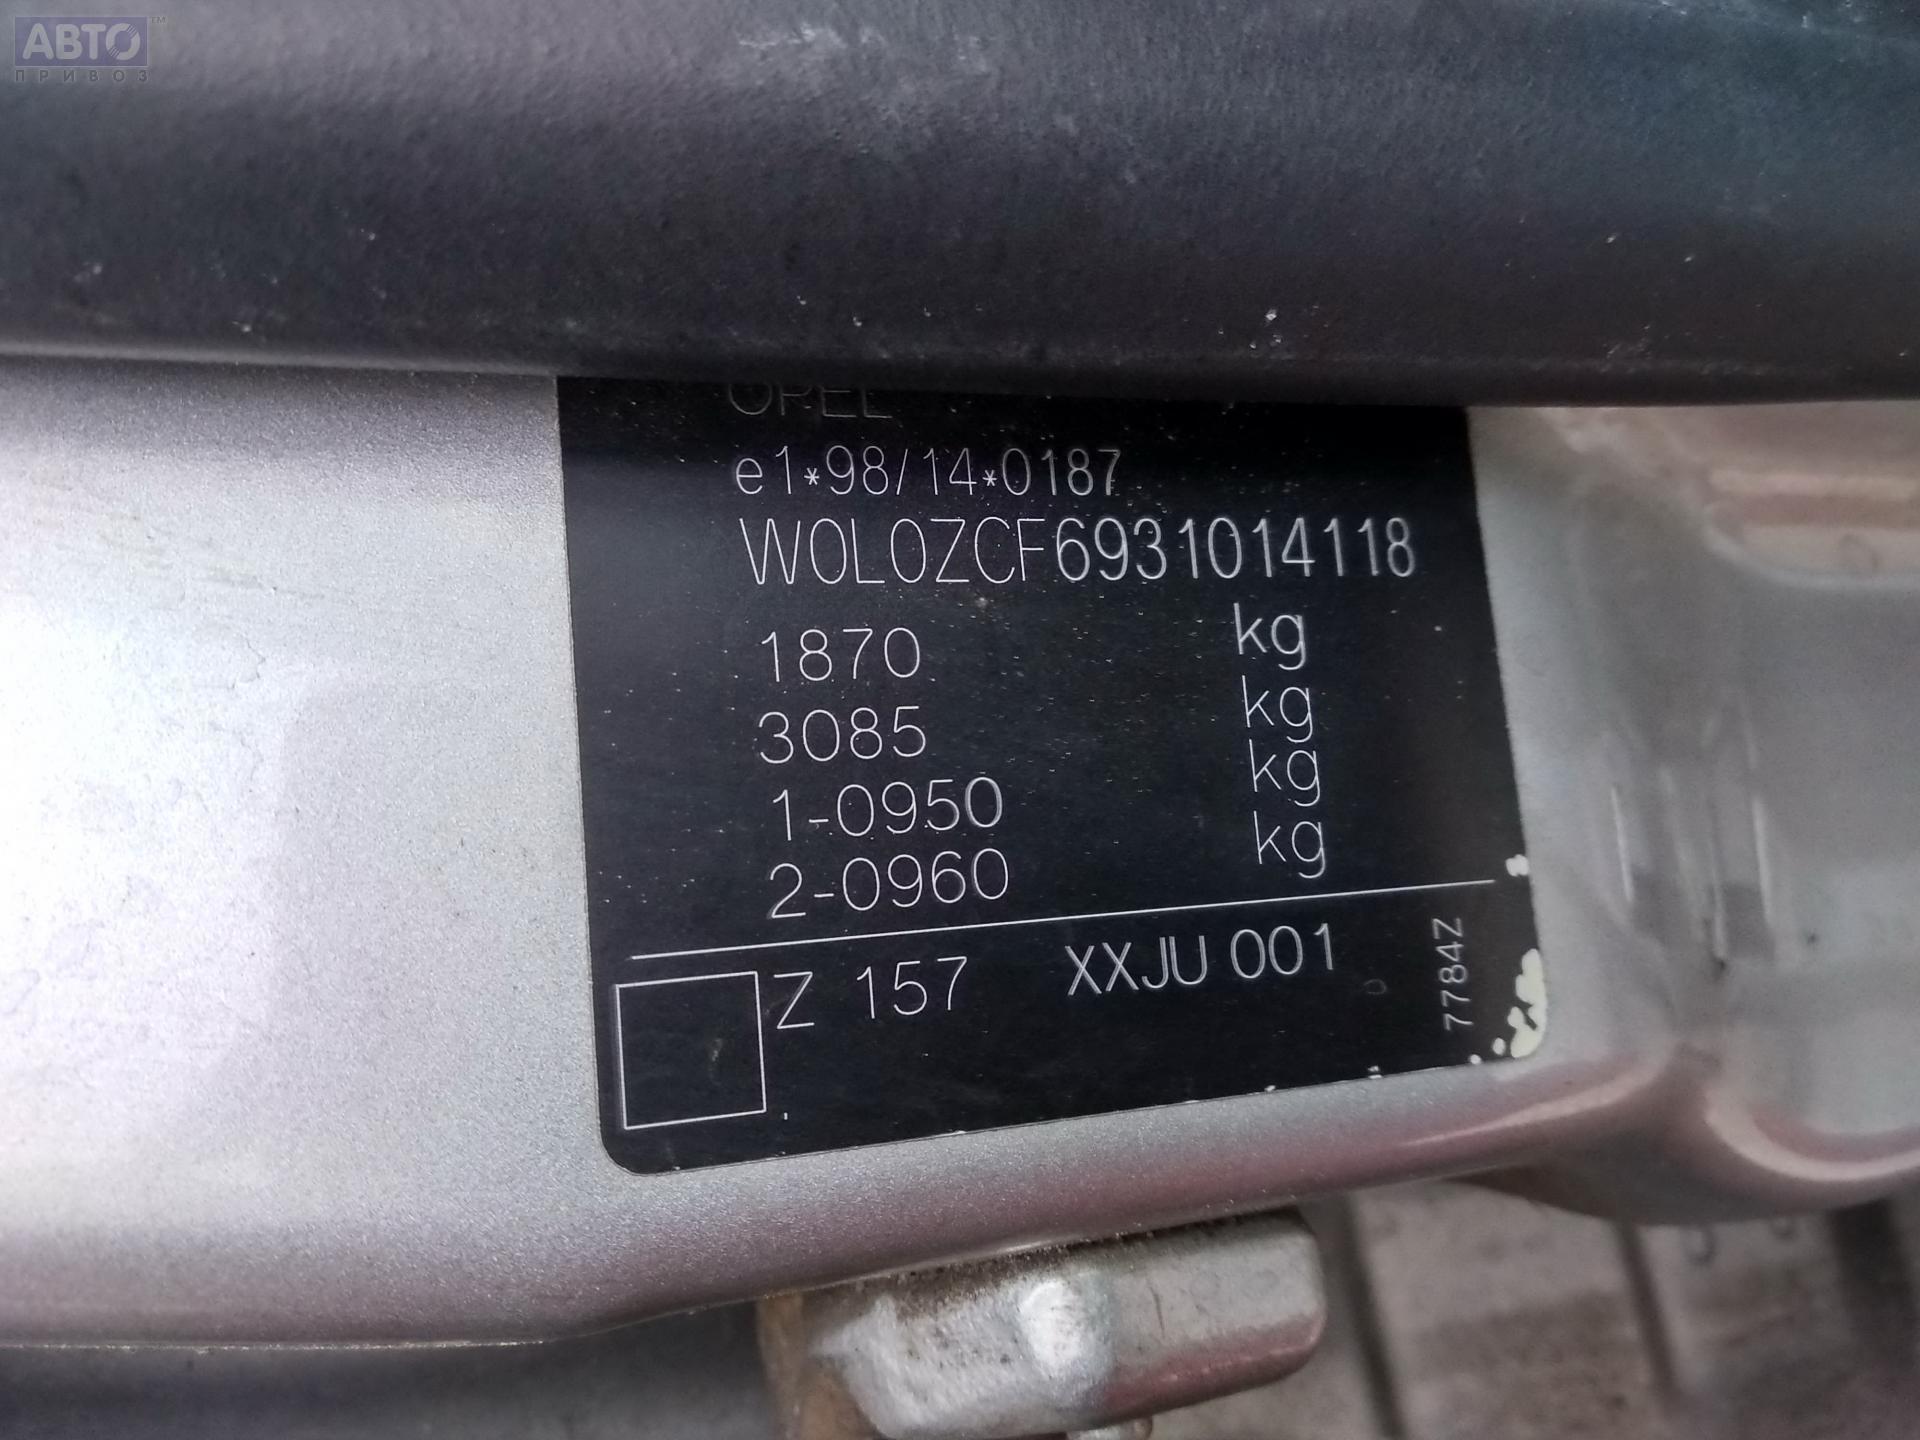 АВТО™
ПРИВОЗ
OPEL
e1*98/14*0187
W0L0ZCF6931014118
1870 kg
3085 kg
1-0950 kg
2-0960 kg
Z 157 XXJU 001
7784Z